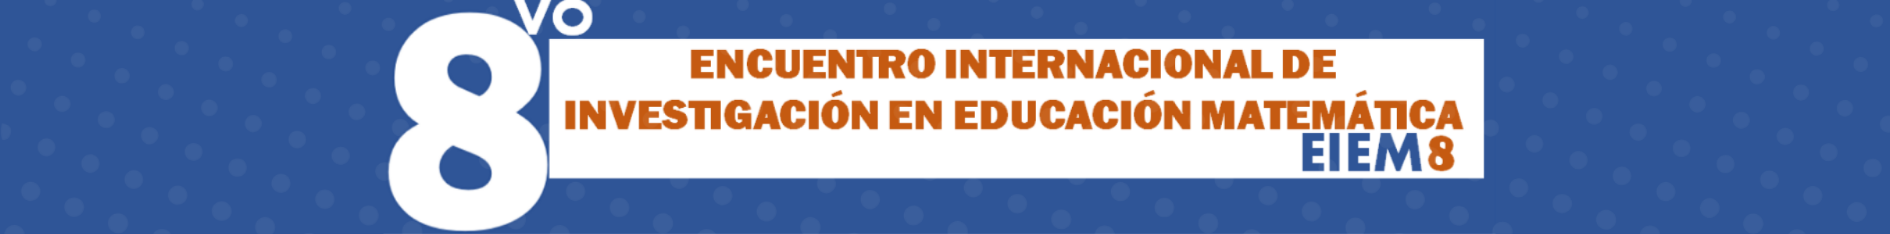 8VO
ENCUENTRO INTERNACIONAL DE
INVESTIGACIÓN EN EDUCACIÓN MATEMÁTICA
EIEM8